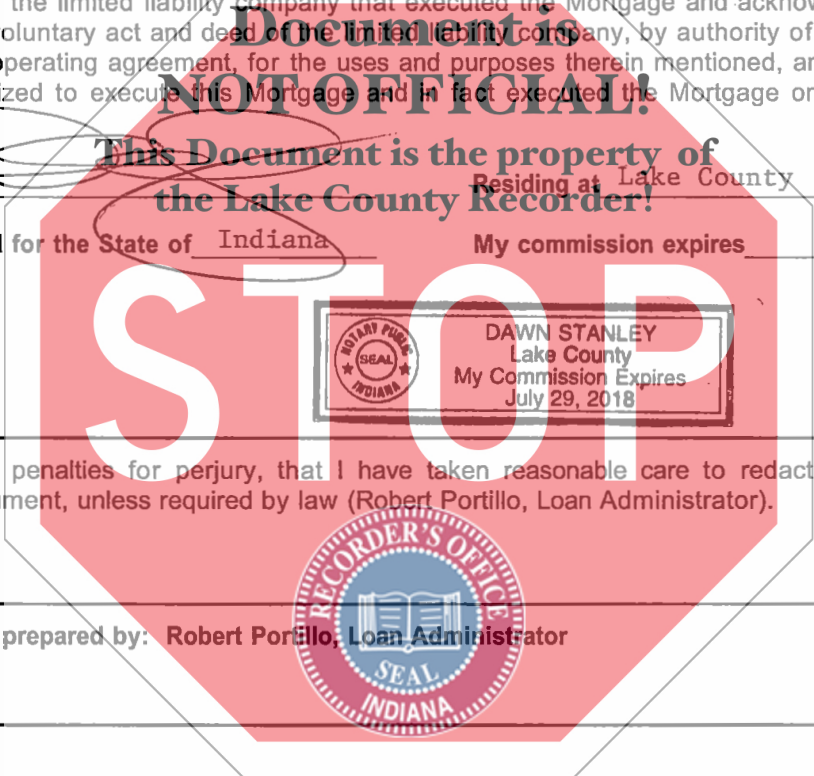 the limited liability company that executed the Mortgage and acknow
oluntary act and deed of the limited liability company, by authority of
operating agreement, for the uses and purposes therein mentioned, an
ized to execute this Mortgage and in fact executed the Mortgage on
Document is
NOT OFFICIAL!
This Document is the property of
the Lake County Recorder!
Residing at Lake County
for the State of Indiana My commission expires
STOP
NOTARY PUBLIC
SEAL
INDIANA
DAWN STANLEY
Lake County
My Commission Expires
July 29, 2018
penalties for perjury, that I have taken reasonable care to redact
ment, unless required by law (Robert Portillo, Loan Administrator).
RECORDER'S OFFICE
SEAL
INDIANA
prepared by: Robert Portillo, Loan Administrator